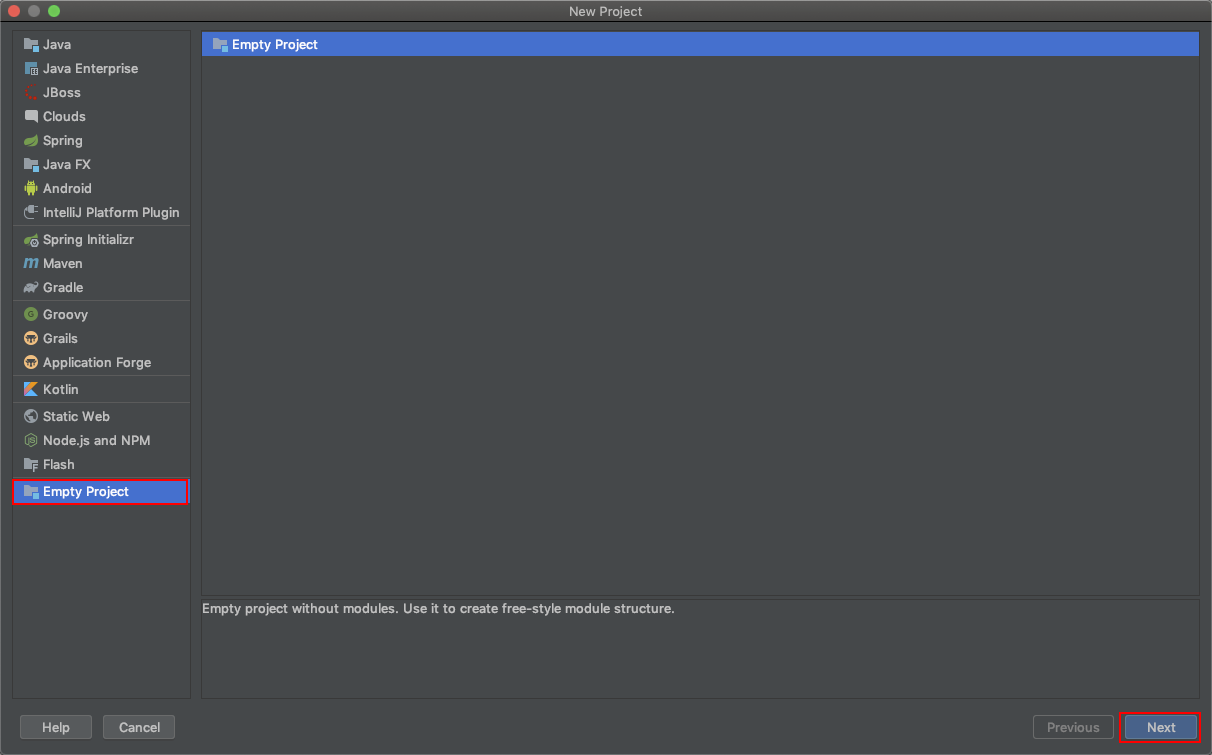 New Project
Java
Java Enterprise
JBoss
Clouds
Spring
Java FX
Android
IntelliJ Platform Plugin
Spring Initializr
Maven
Gradle
Groovy
Grails
Application Forge
Kotlin
Static Web
Node.js and NPM
Flash
Empty Project
Empty Project
Empty project without modules. Use it to create free-style module structure.
Help
Cancel
Previous
Next